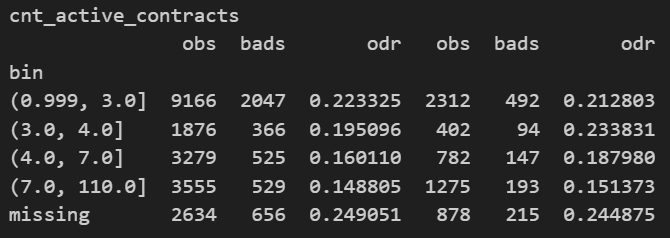 cnt_active_contracts
obs bads odr obs bads odr
bin
(0.999, 3.0] 9166 2047 0.223325 2312 492 0.212803
(3.0, 4.0] 1876 366 0.195096 402 94 0.233831
(4.0, 7.0] 3279 525 0.160110 782 147 0.187980
(7.0, 110.0] 3555 529 0.148805 1275 193 0.151373
missing 2634 656 0.249051 878 215 0.244875